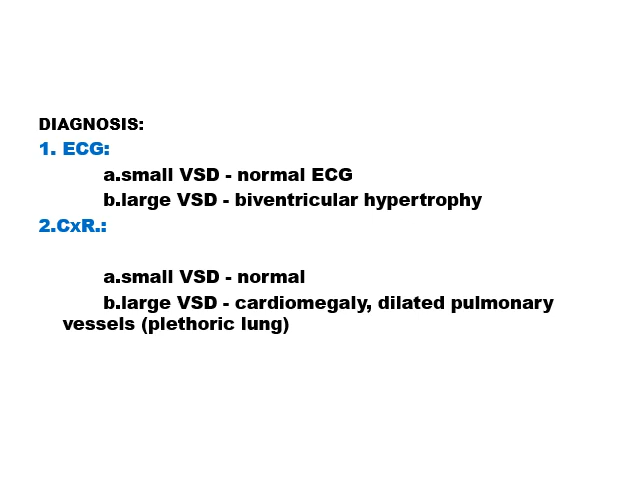 DIAGNOSIS:
1. ECG:
a.small VSD - normal ECG
b.large VSD - biventricular hypertrophy
2.CxR.:
a.small VSD - normal
b.large VSD - cardiomegaly, dilated pulmonary
vessels (plethoric lung)